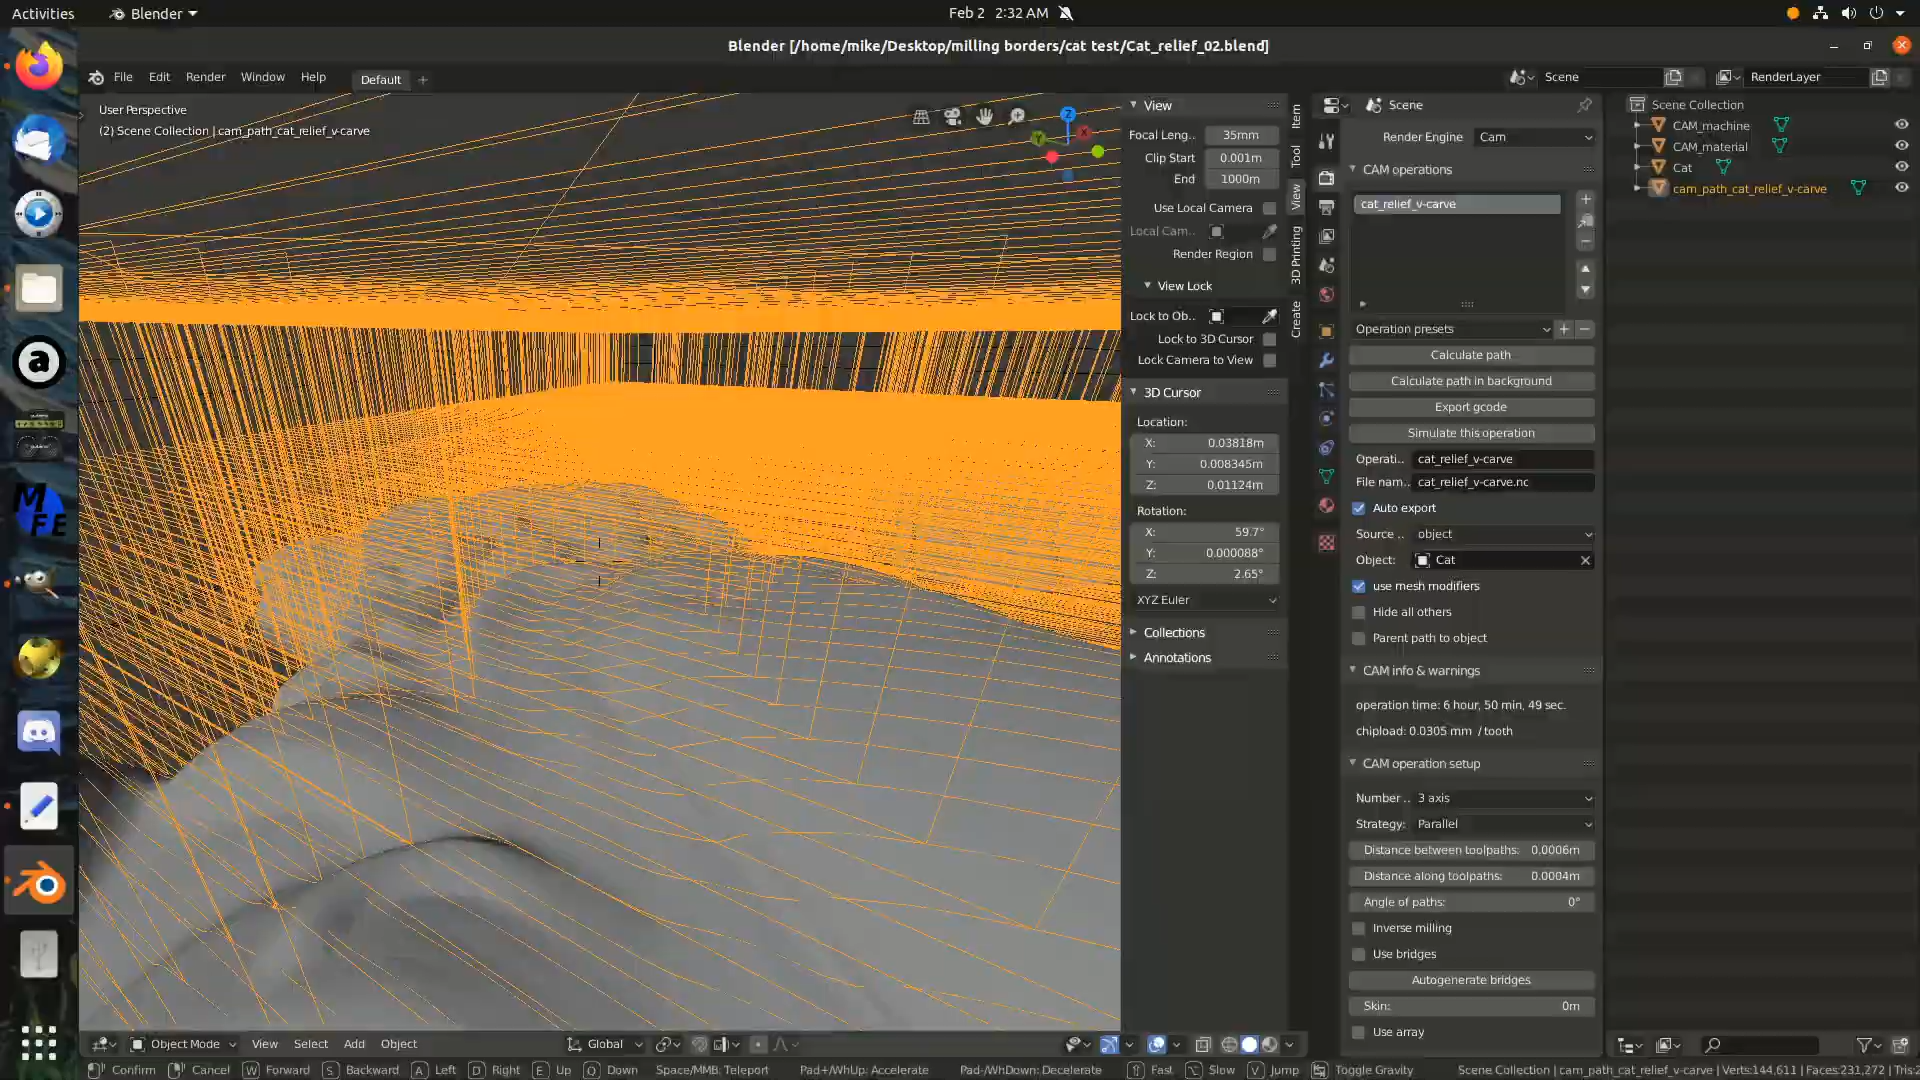 Activities
Blender
Feb 2 2:32 AM
Blender [/home/mike/Desktop/milling borders/cat test/Cat_relief_02.blend]
File Edit Render Window Help
Default +
Scene
RenderLayer
User Perspective
(2) Scene Collection | cam_path_cat_relief_v-carve
Z
X
Y
View
Focal Leng.. 35mm
Clip Start 0.001m
End 1000m
Use Local Camera
Local Cam..
Render Region
View Lock
Lock to Ob..
Lock to 3D Cursor
Lock Camera to View
3D Cursor
Location:
X: 0.03818m
Y: 0.008345m
Z: 0.01124m
Rotation:
X: 59.7°
Y: 0.000088°
Z: 2.65°
XYZ Euler
Collections
Annotations
Item
Tool
View
3D Printing
Create
Scene
Render Engine Cam
CAM operations
cat_relief_v-carve
Operation presets
Calculate path
Calculate path in background
Export gcode
Simulate this operation
Operati.. cat_relief_v-carve
File nam.. cat_relief_v-carve.nc
Auto export
Source .. object
Object: Cat
use mesh modifiers
Hide all others
Parent path to object
CAM info & warnings
operation time: 6 hour, 50 min, 49 sec.
chipload: 0.0305 mm / tooth
CAM operation setup
Number .. 3 axis
Strategy: Parallel
Distance between toolpaths: 0.0006m
Distance along toolpaths: 0.0004m
Angle of paths: 0°
Inverse milling
Use bridges
Autogenerate bridges
Skin: 0m
Use array
Scene Collection
CAM_machine
CAM_material
Cat
cam_path_cat_relief_v-carve
a
MFE
Object Mode View Select Add Object
Global
Confirm Cancel W Forward S Backward A Left D Right E Up Q Down Space/MMB: Teleport Pad+/WhUp: Accelerate Pad-/WhDown: Decelerate Fast Slow V Jump Toggle Gravity Scene Collection | cam_path_cat_relief_v-carve | Verts:144,611 | Faces:231,272 | Tris:2